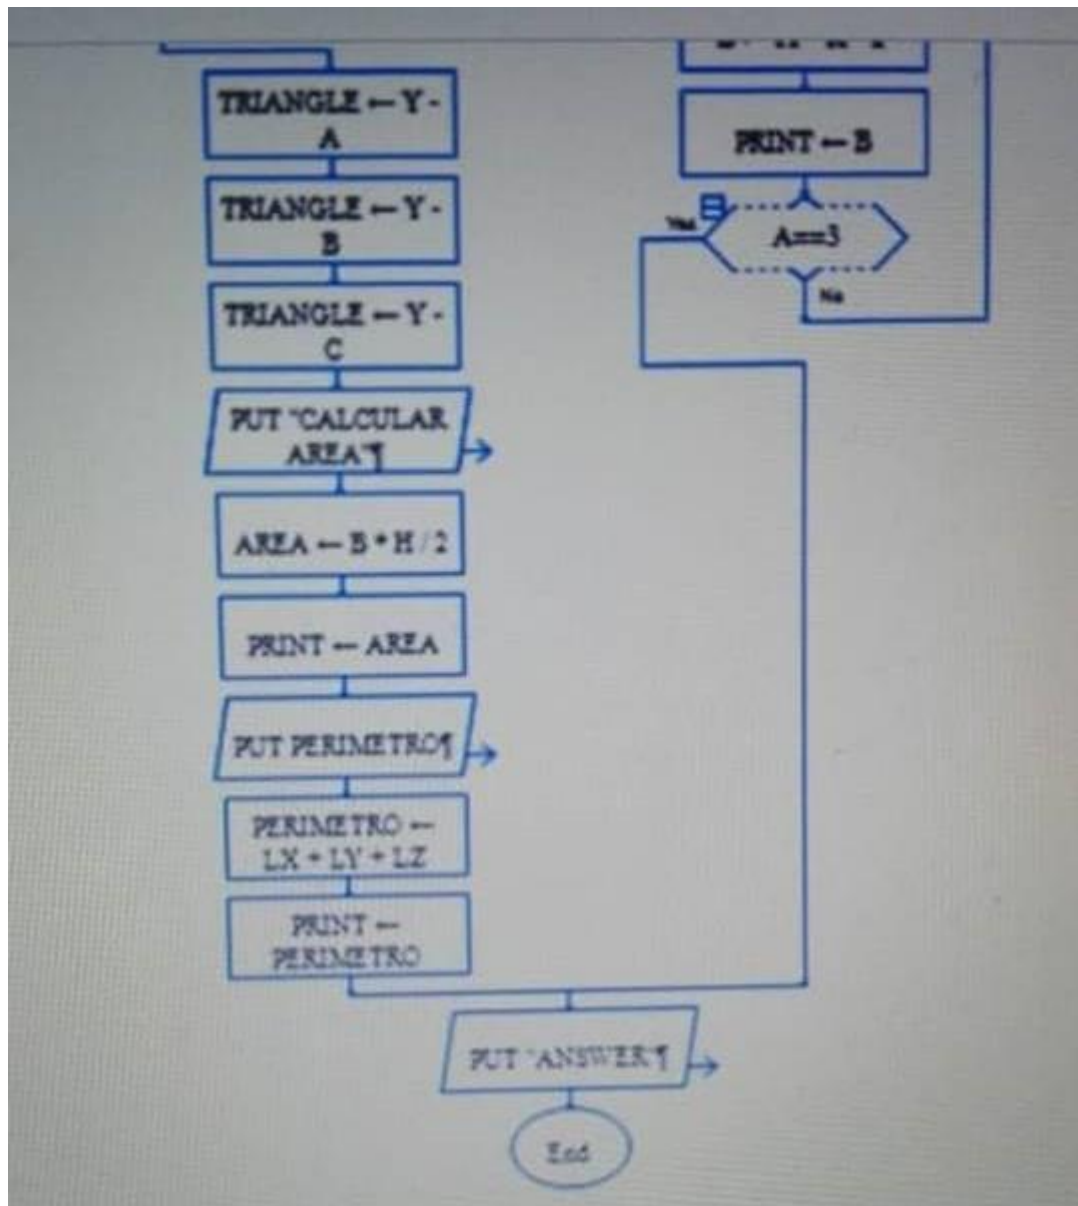 TRIANGLE ← Y -
A
TRIANGLE ← Y -
B
TRIANGLE ← Y -
C
PUT "CALCULAR
AREA"¶
AREA ← B * H / 2
PRINT ← AREA
PUT PERIMETRO¶
PERIMETRO ←
LX + LY + LZ
PRINT ←
PERIMETRO
PRINT ← B
Yes
A==3
No
PUT "ANSWER"¶
End